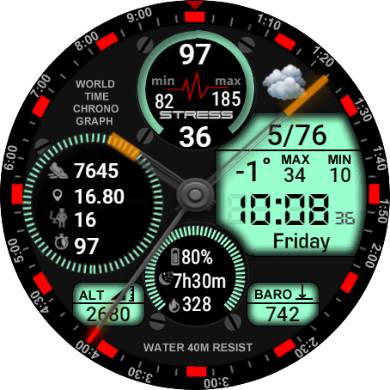 1:10
1:20
1:30
1:50
2:10
2:30
3:00
3:30
4:00
4:30
5:00
6:00
7:00
8:00
9:00
97
min max
82 185
STRESS
36
WORLD
TIME
CHRONO
GRAPH
7645
16.80
16
97
5/76
-1° MAX MIN
34 10
10:08 36
Friday
80%
7h30m
328
ALT
2680
BARO
742
WATER 40M RESIST